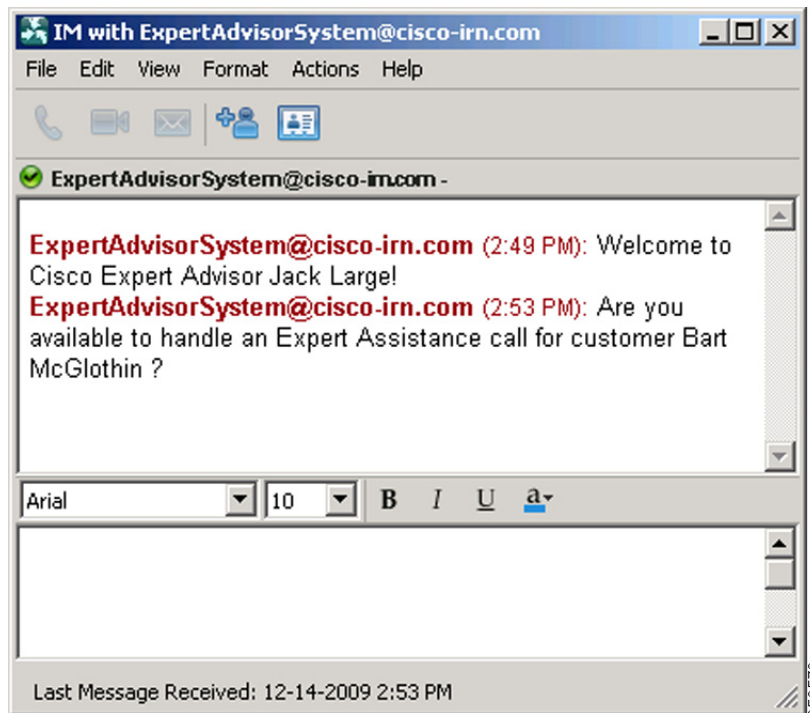 IM with ExpertAdvisorSystem@cisco-irn.com
File Edit View Format Actions Help
ExpertAdvisorSystem@cisco-irn.com -
ExpertAdvisorSystem@cisco-irn.com (2:49 PM): Welcome to
Cisco Expert Advisor Jack Large!
ExpertAdvisorSystem@cisco-irn.com (2:53 PM): Are you
available to handle an Expert Assistance call for customer Bart
McGlothin ?
Arial 10 B I U a
Last Message Received: 12-14-2009 2:53 PM